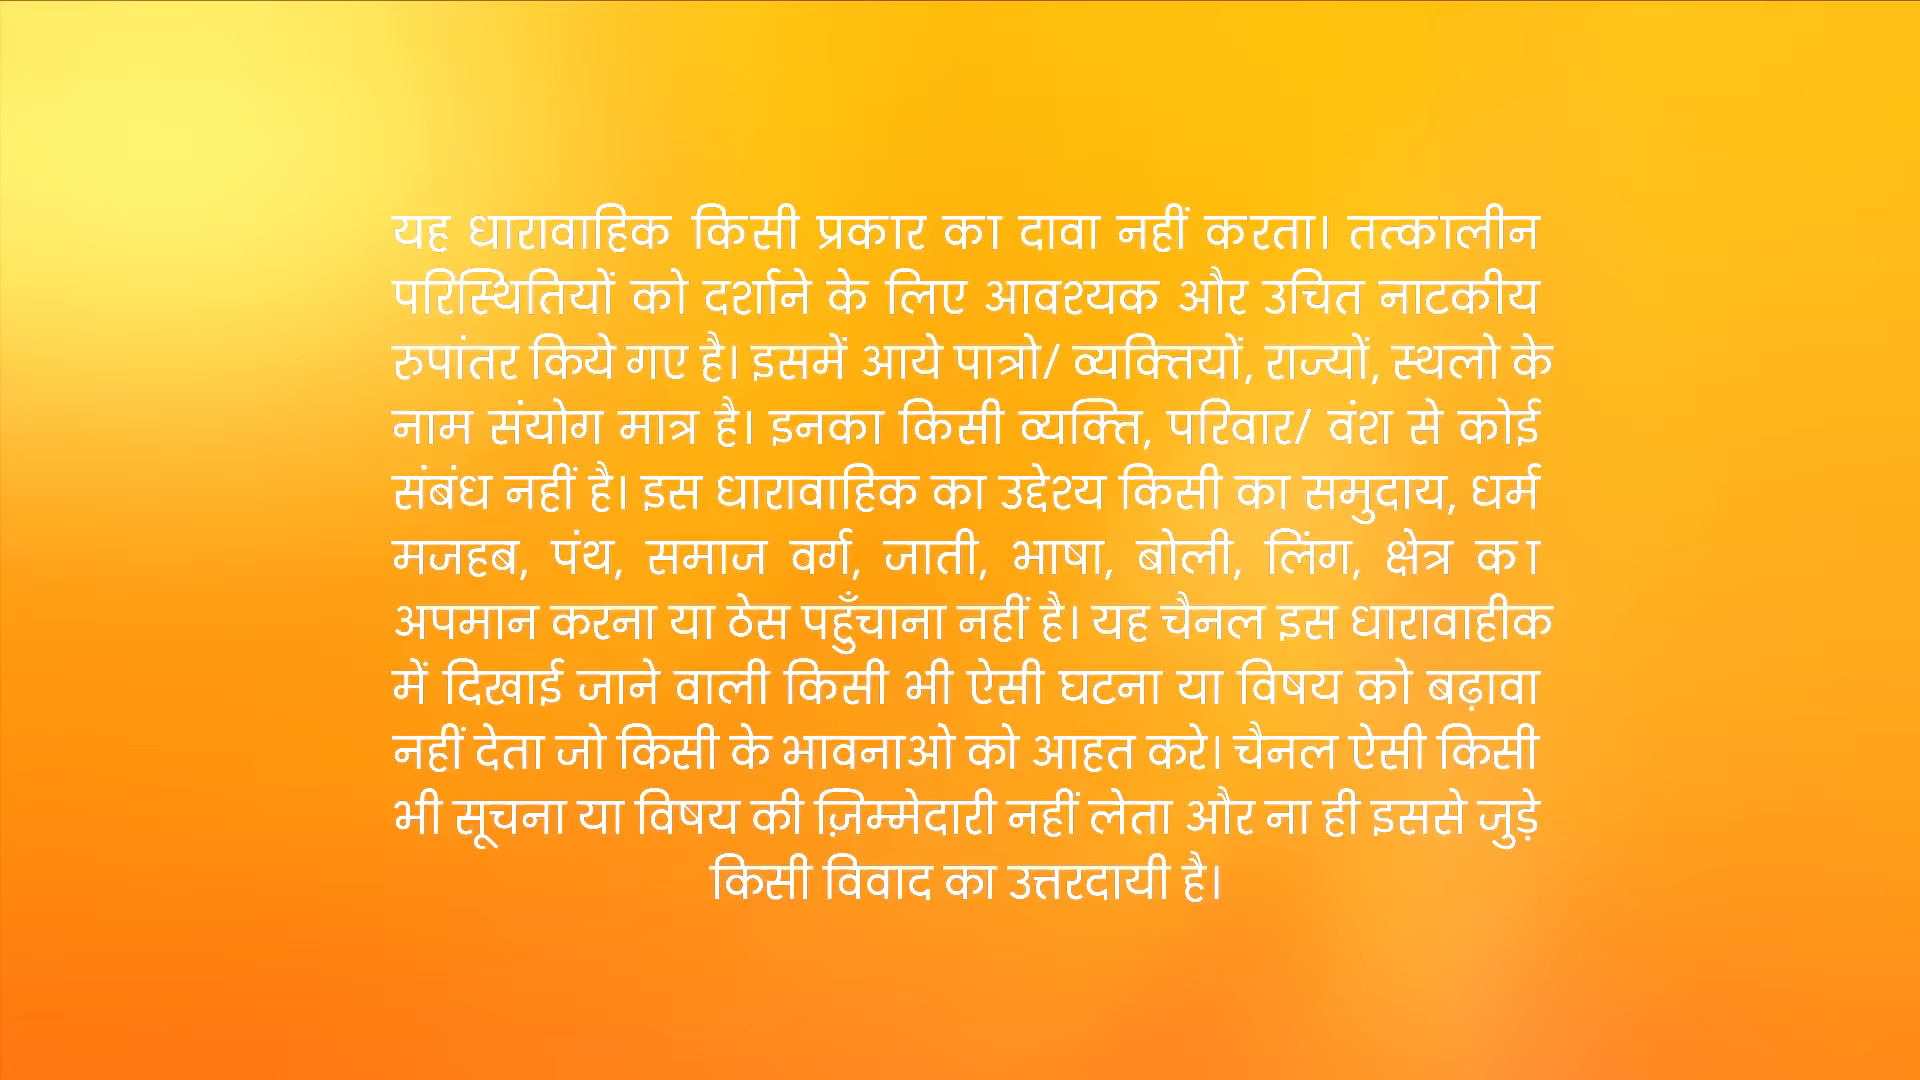 यह धारावाहिक किसी प्रकार का दावा नहीं करता। तत्कालीन
परिस्थितियों को दर्शाने के लिए आवश्यक और उचित नाटकीय
रुपांतर किये गए है। इसमें आये पात्रो/ व्यक्तियों, राज्यों, स्थलो के
नाम संयोग मात्र है। इनका किसी व्यक्ति, परिवार/ वंश से कोई
संबंध नहीं है। इस धारावाहिक का उद्देश्य किसी का समुदाय, धर्म
मजहब, पंथ, समाज वर्ग, जाती, भाषा, बोली, लिंग, क्षेत्र का
अपमान करना या ठेस पहुँचाना नहीं है। यह चैनल इस धारावाहीक
में दिखाई जाने वाली किसी भी ऐसी घटना या विषय को बढ़ावा
नहीं देता जो किसी के भावनाओ को आहत करे। चैनल ऐसी किसी
भी सूचना या विषय की ज़िम्मेदारी नहीं लेता और ना ही इससे जुड़े
किसी विवाद का उत्तरदायी है।